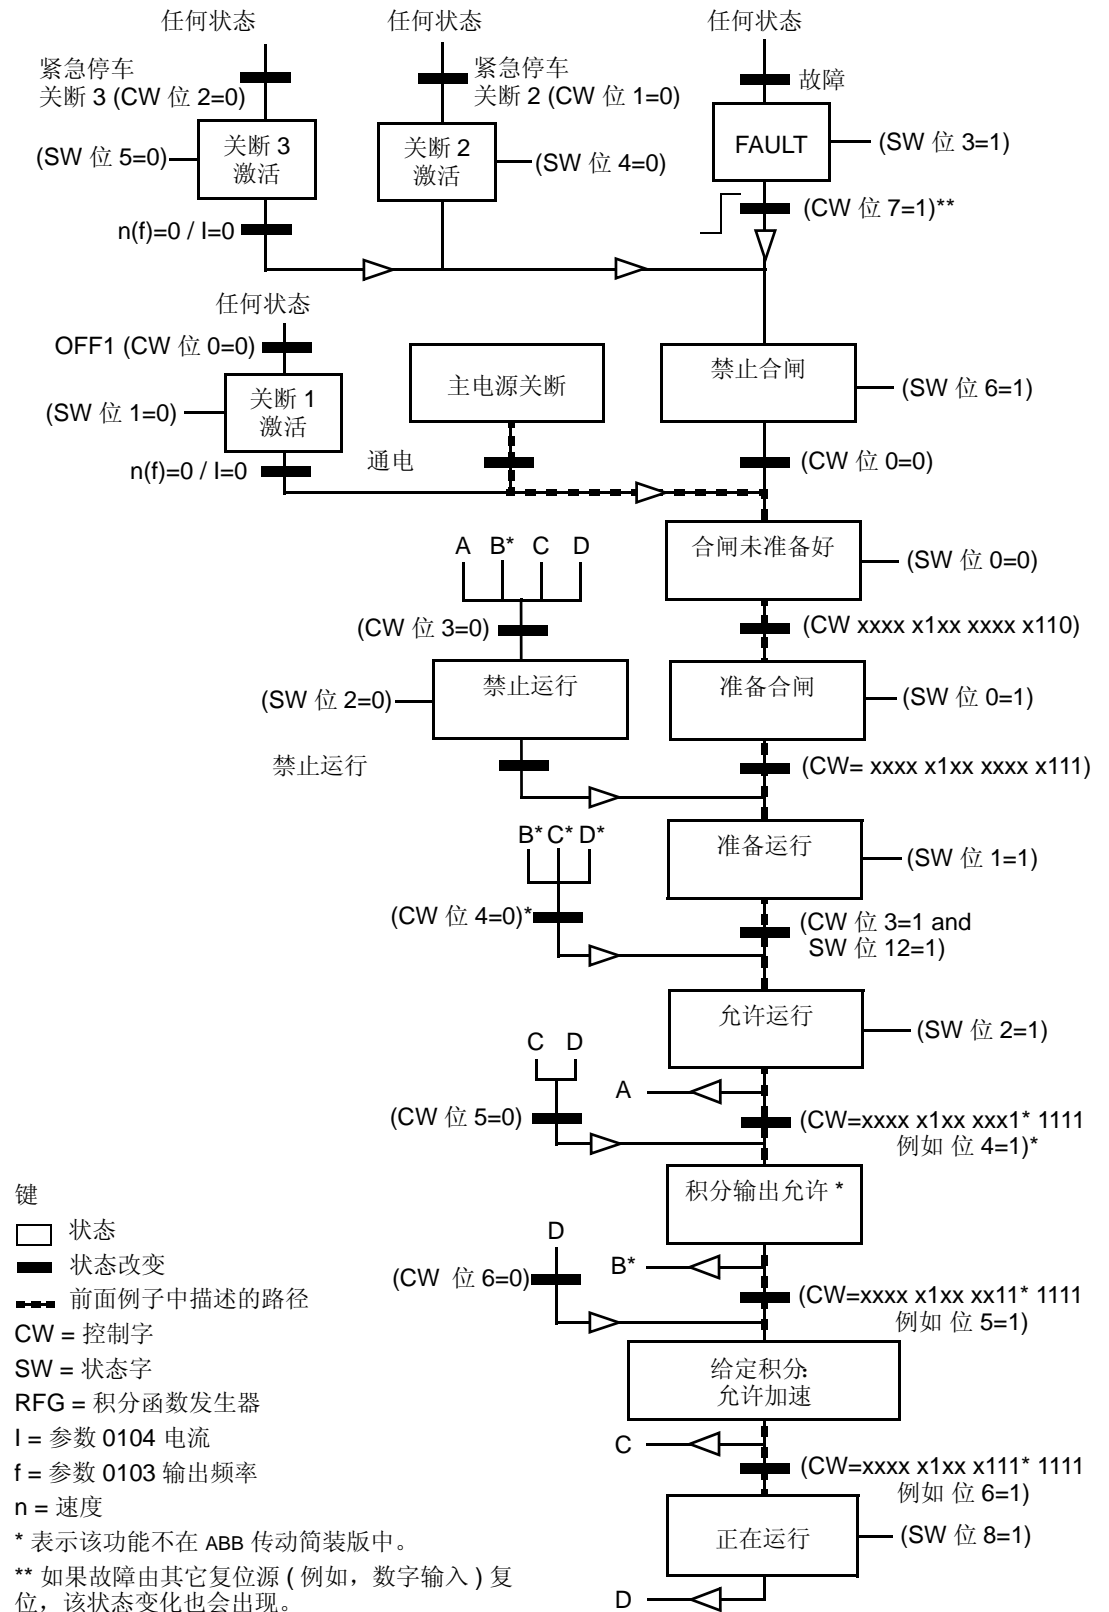 任何状态
任何状态
任何状态
紧急停车
关断 3 (CW 位 2=0)
紧急停车
关断 2 (CW 位 1=0)
故障
(SW 位 5=0)
关断 3
激活
关断 2
激活
(SW 位 4=0)
FAULT
(SW 位 3=1)
n(f)=0 / I=0
(CW 位 7=1)**
任何状态
OFF1 (CW 位 0=0)
(SW 位 1=0)
关断 1
激活
主电源关断
禁止合闸
(SW 位 6=1)
n(f)=0 / I=0
通电
(CW 位 0=0)
A B* C D
合闸未准备好
(SW 位 0=0)
(CW 位 3=0)
(CW xxxx x1xx xxxx x110)
(SW 位 2=0)
禁止运行
准备合闸
(SW 位 0=1)
禁止运行
(CW= xxxx x1xx xxxx x111)
B* C* D*
准备运行
(SW 位 1=1)
(CW 位 4=0)*
(CW 位 3=1 and
SW 位 12=1)
允许运行
(SW 位 2=1)
C D
A
(CW 位 5=0)
(CW=xxxx x1xx xxx1* 1111
例如 位 4=1)*
积分输出允许 *
D
B*
(CW 位 6=0)
(CW=xxxx x1xx xx11* 1111
例如 位 5=1)
给定积分:
允许加速
C
(CW=xxxx x1xx x111* 1111
例如 位 6=1)
正在运行
(SW 位 8=1)
D
键
状态
状态改变
前面例子中描述的路径
CW = 控制字
SW = 状态字
RFG = 积分函数发生器
I = 参数 0104 电流
f = 参数 0103 输出频率
n = 速度
* 表示该功能不在 ABB 传动简装版中。
** 如果故障由其它复位源 ( 例如，数字输入 ) 复
位，该状态变化也会出现。